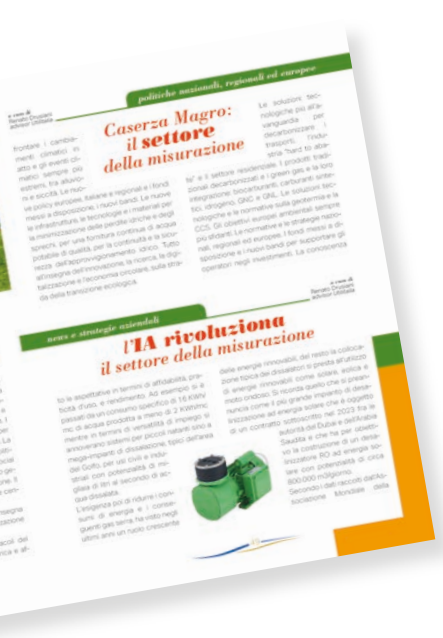 politiche nazionali, regionali ed europee
a cura di
Renato Drusiani
advisor Utilitalia
Caserza Magro:
il settore
della misurazione
frontare i cambia-
menti climatici in
atto e gli eventi cli-
matici sempre più
estremi, tra alluvio-
ni e siccità. Le nuo-
ve policy europee, italiane e regionali e i fondi
messi a disposizione, i nuovi bandi. Le nuove
le infrastrutture, le tecnologie e i materiali per
la minimizzazione delle perdite idriche e degli
sprechi, per una fornitura continua di acqua
potabile di qualità, per la continuità e la sicu-
rezza dell'approvvigionamento idrico. Tutto
all'insegna dell'innovazione, la ricerca, la digi-
talizzazione e l'economia circolare, sulla stra-
da della transizione ecologica.
Le soluzioni tec-
nologiche più all'a-
vanguardia per
decarbonizzare i
trasporti, l'indu-
stria "hard to aba-
te" e il settore residenziale. I prodotti tradi-
zionali decarbonizzati e i green gas e la loro
integrazione: biocarburanti, carburanti sinte-
tici, idrogeno, GNC e GNL. Le soluzioni tec-
nologiche e le normative sulla geotermia e la
CCS. Gli obiettivi europei ambientali sempre
più sfidanti. Le normative e le strategie nazio-
nali, regionali ed europee. I fondi messi a di-
sposizione e i nuovi bandi per supportare gli
operatori negli investimenti. La conoscenza
news e strategie aziendali
a cura di
Renato Drusiani
advisor Utilitalia
l'IA rivoluziona
il settore della misurazione
to le aspettative in termini di affidabilità, pra-
ticità d'uso, e rendimento. Ad esempio si è
passati da un consumo specifico di 16 KWh/
mc di acqua prodotta a meno di 2 KWh/mc
mentre in termini di versatilità di impiego si
annoverano sistemi per piccoli natanti sino a
mega-impianti di dissalazione, tipici dell'area
del Golfo, per usi civili e indu-
striali con potenzialità di mi-
gliaia di litri al secondo di ac-
qua dissalata.
L'esigenza poi di ridurre i con-
sumi di energia e i conse-
guenti gas serra, ha visto negli
ultimi anni un ruolo crescente
delle energie rinnovabili, del resto la colloca-
zione tipica dei dissalatori si presta all'utilizzo
di energie rinnovabili come solare, eolica e
moto ondoso. Si ricorda quello che si prean-
nuncia come il più grande impianto di desa-
linizzazione ad energia solare che è oggetto
di un contratto sottoscritto nel 2023 tra le
autorità del Dubai e dell'Arabia
Saudita e che ha per obietti-
vo la costruzione di un desa-
linizzatore RO ad energia so-
lare con potenzialità di circa
800.000 m3/giorno.
Secondo i dati raccolti dall'As-
sociazione Mondiale della